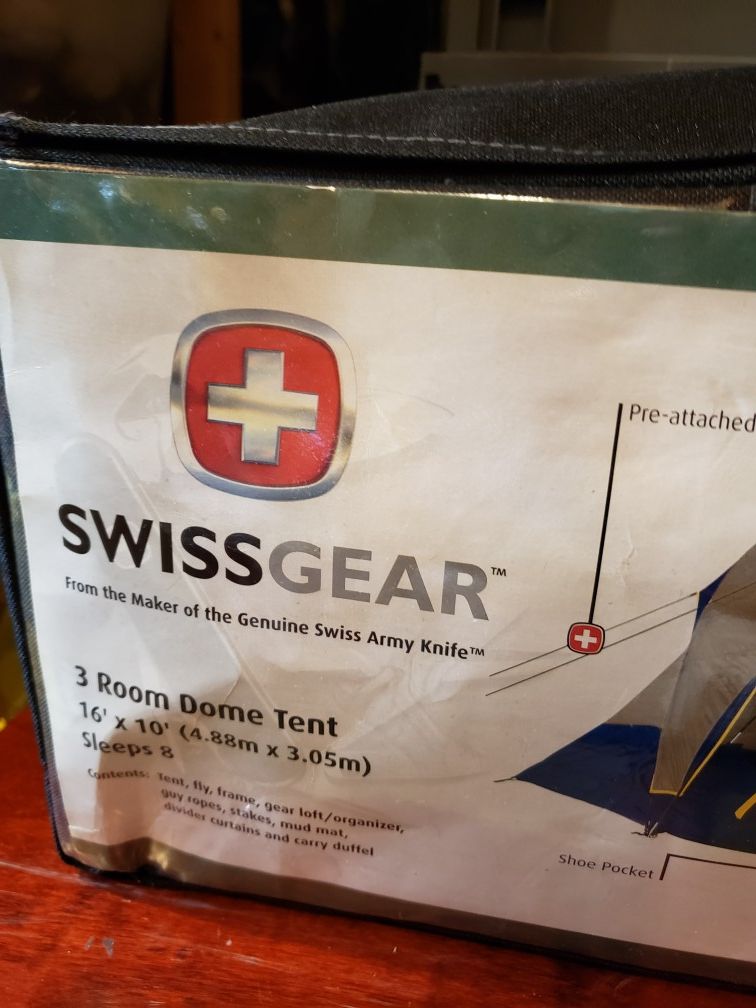 Pre-attached
SWISSGEAR™
From the Maker of the Genuine Swiss Army Knife™
3 Room Dome Tent
16' x 10' (4.88m x 3.05m)
Sleeps 8
Contents: Tent, fly, frame, gear loft/organizer,
guy ropes, stakes, mud mat,
divider curtains and carry duffel
Shoe Pocket